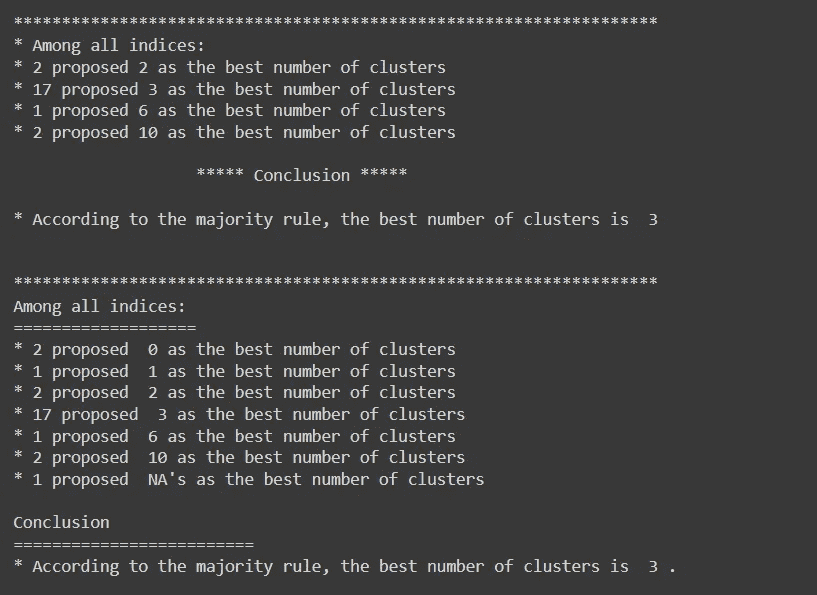 *******************************************************************
* Among all indices:
* 2 proposed 2 as the best number of clusters
* 17 proposed 3 as the best number of clusters
* 1 proposed 6 as the best number of clusters
* 2 proposed 10 as the best number of clusters
***** Conclusion *****
* According to the majority rule, the best number of clusters is  3
*******************************************************************
Among all indices:
===================
* 2 proposed  0 as the best number of clusters
* 1 proposed  1 as the best number of clusters
* 2 proposed  2 as the best number of clusters
* 17 proposed  3 as the best number of clusters
* 1 proposed  6 as the best number of clusters
* 2 proposed  10 as the best number of clusters
* 1 proposed  NA's as the best number of clusters
Conclusion
=========================
* According to the majority rule, the best number of clusters is  3 .